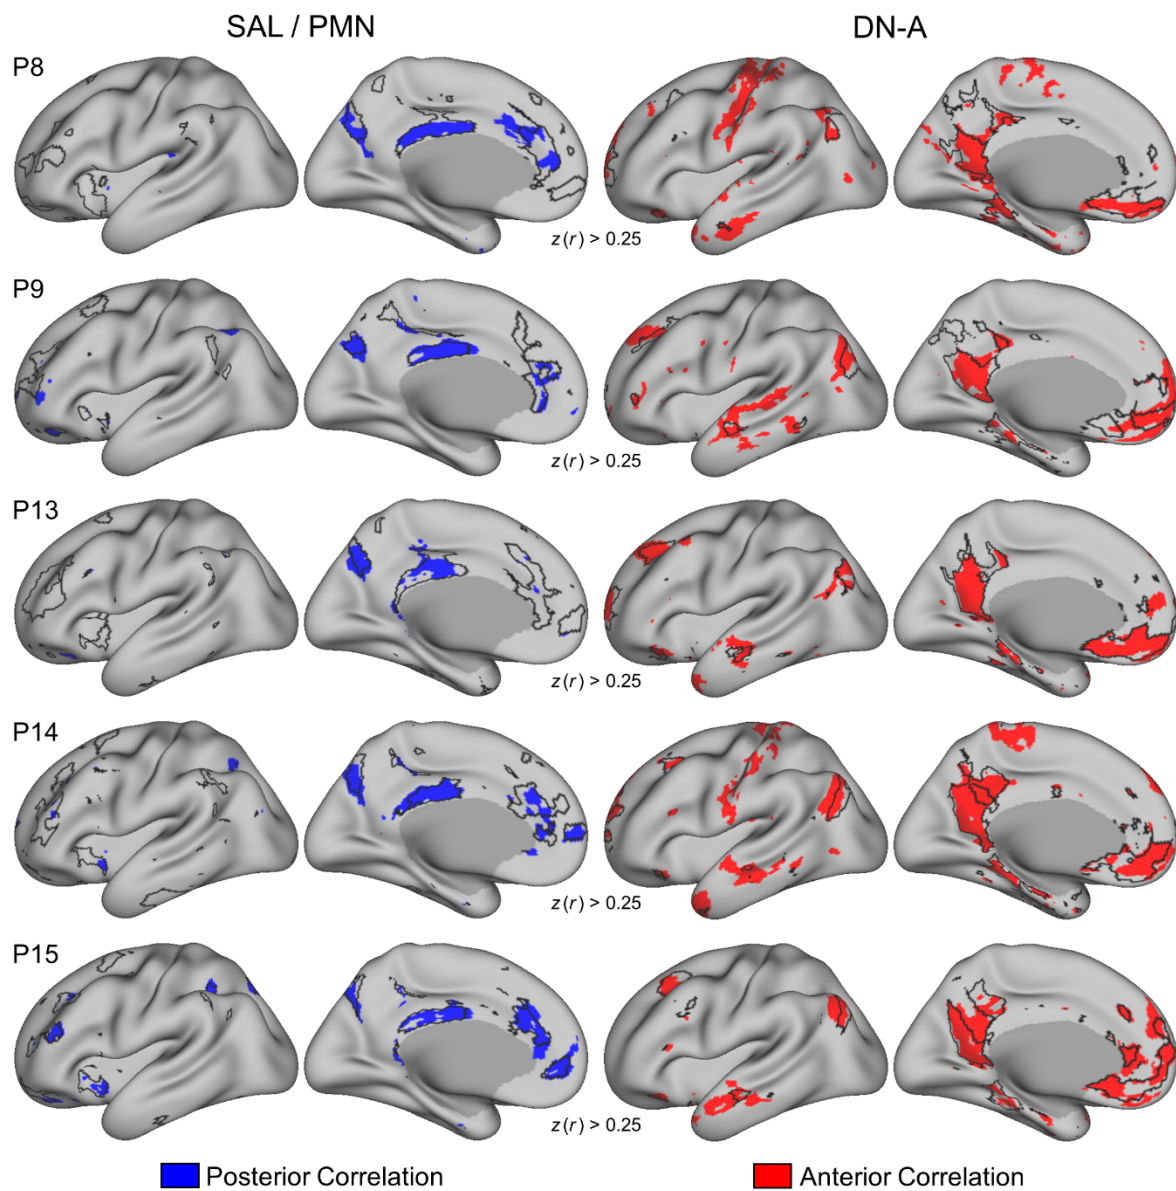 SAL / PMN DN-A
P8
z(r) > 0.25
P9
z(r) > 0.25
P13
z(r) > 0.25
P14
z(r) > 0.25
P15
z(r) > 0.25
Posterior Correlation Anterior Correlation